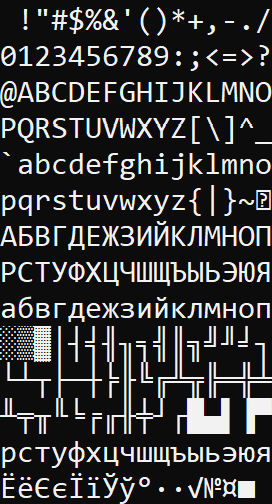 !"#$%&'()*+,-./
0123456789:;<=>?
@ABCDEFGHIJKLMNO
PQRSTUVWXYZ[\]^_
`abcdefghijklmno
pqrstuvwxyz{|}~⍰
АБВГДЕЖЗИЙКЛМНОП
РСТУФХЦЧШЩЪЫЬЭЮЯ
абвгдежзийклмноп
░▒▓│┤╡╢╖╕╣║╗╝╜╛┐
└┴┬├─┼╞╟╚╔╩╦╠═╬╧
╨╤╥╙╘╒╓╫╪┘┌█▄▌▐▀
рстуфхцчшщъыьэюя
ЁёЄєЇїЎў°∙·√№¤■